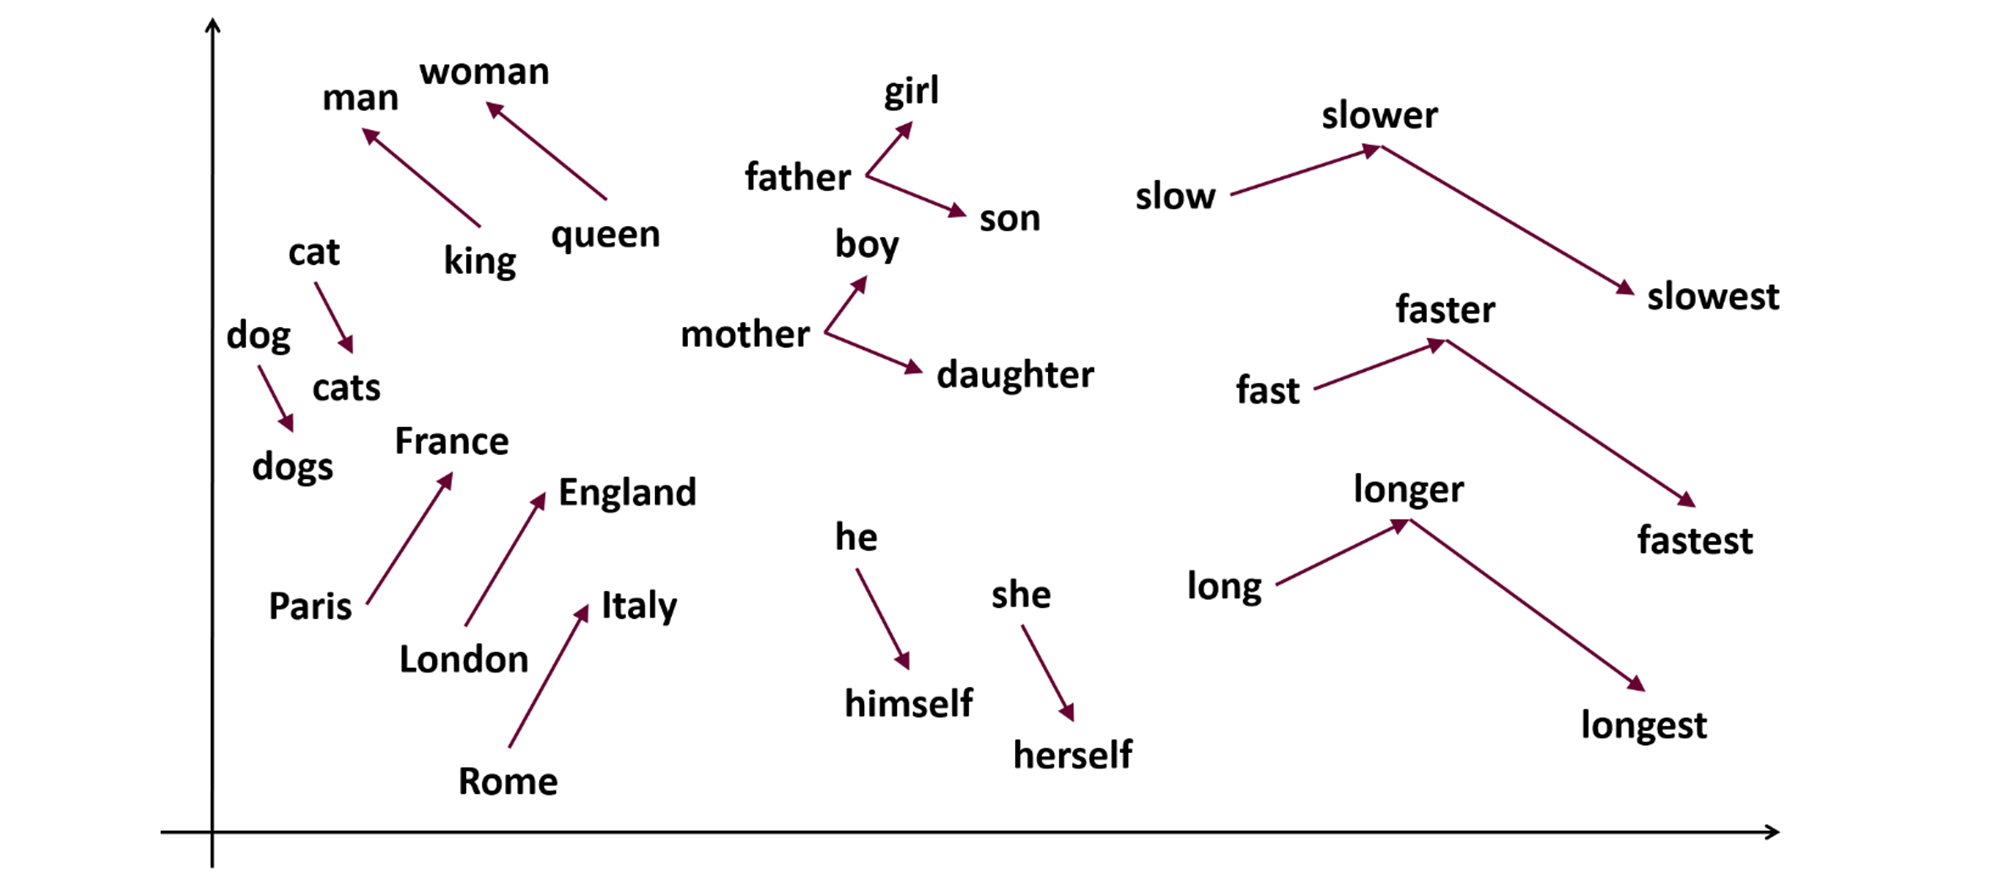 man
woman
king
queen
cat
cats
dog
dogs
France
Paris
England
London
Italy
Rome
girl
father
son
boy
mother
daughter
he
himself
she
herself
slower
slow
slowest
faster
fast
fastest
longer
long
longest